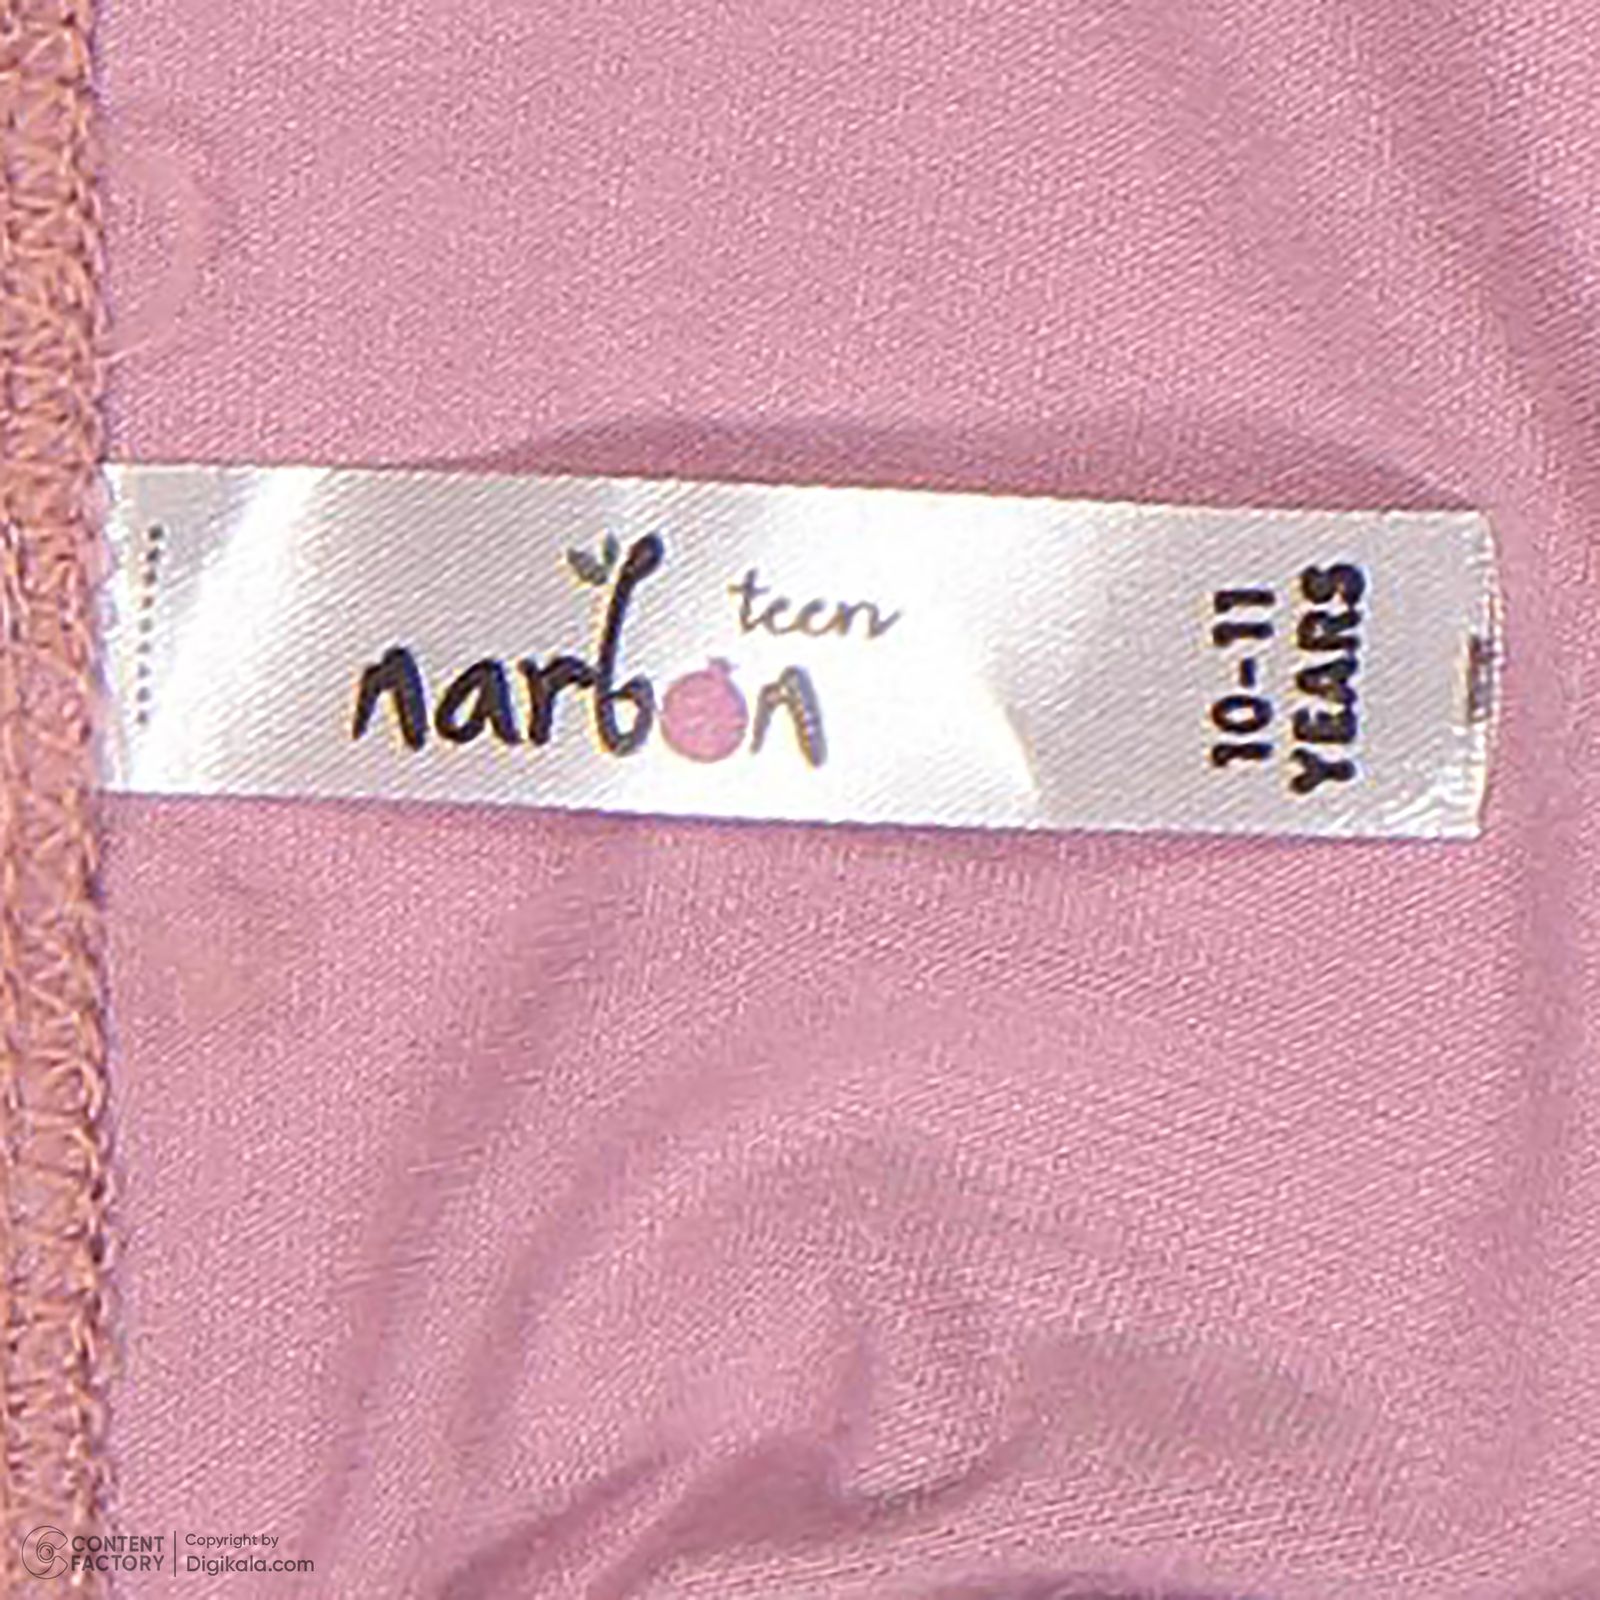 teen
narbon
10-11
YEARS
CONTENT
FACTORY
Copyright by
Digikala.com